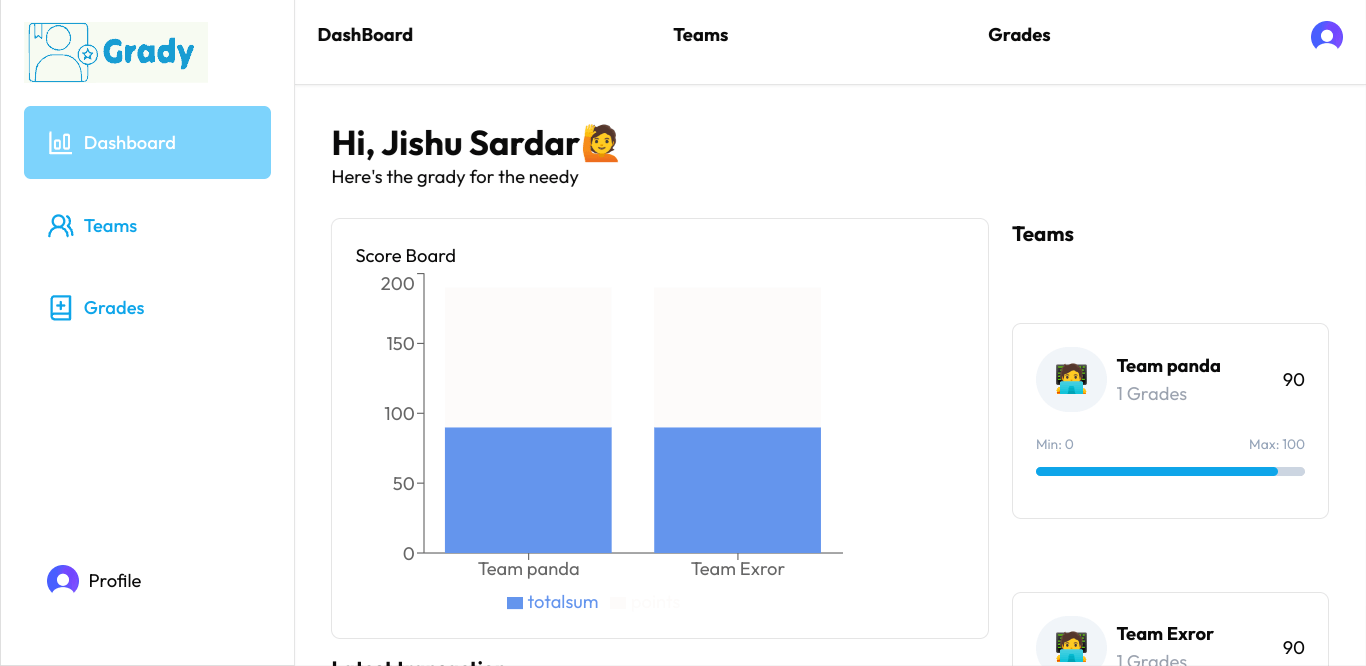 Grady
Dashboard
Teams
Grades
Profile
DashBoard
Teams
Grades
Hi, Jishu Sardar
Here's the grady for the needy
Score Board
200
150
100
50
0
Team panda
Team Exror
totalsum
points
Latest transaction
Teams
Team panda
1 Grades
90
Min: 0
Max: 100
Team Exror
1 Grades
90